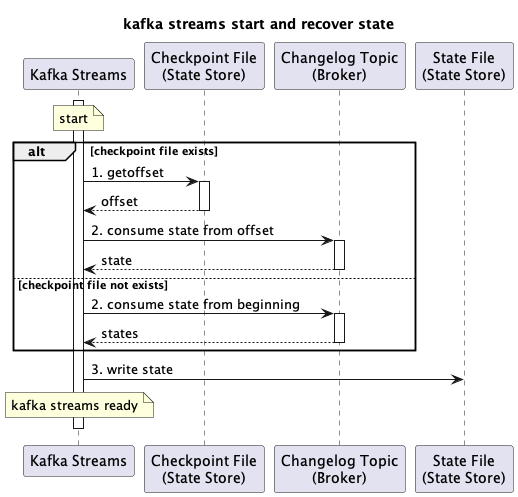 kafka streams start and recover state
Kafka Streams
Checkpoint File
(State Store)
Changelog Topic
(Broker)
State File
(State Store)
start
alt
[checkpoint file exists]
1. getoffset
offset
2. consume state from offset
state
[checkpoint file not exists]
2. consume state from beginning
states
3. write state
kafka streams ready
Kafka Streams
Checkpoint File
(State Store)
Changelog Topic
(Broker)
State File
(State Store)